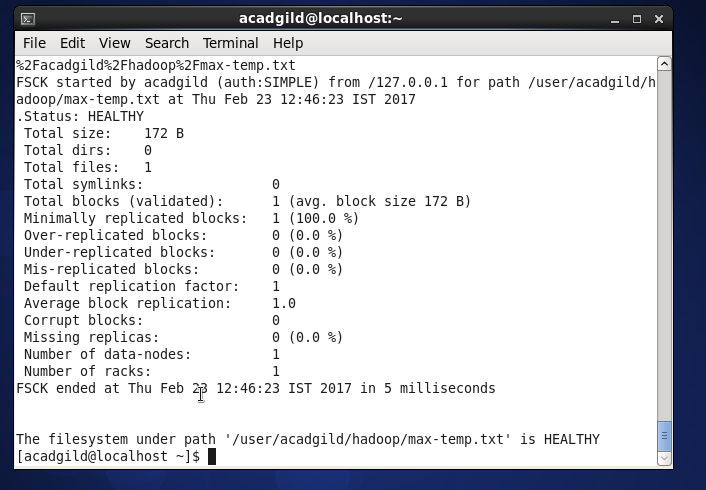 acadgild@localhost:~
File Edit View Search Terminal Help
%2Facadgild%2Fhadoop%2Fmax-temp.txt
FSCK started by acadgild (auth:SIMPLE) from /127.0.0.1 for path /user/acadgild/h
adoop/max-temp.txt at Thu Feb 23 12:46:23 IST 2017
.Status: HEALTHY
 Total size:    172 B
 Total dirs:    0
 Total files:   1
 Total symlinks:                0
 Total blocks (validated):      1 (avg. block size 172 B)
 Minimally replicated blocks:   1 (100.0 %)
 Over-replicated blocks:        0 (0.0 %)
 Under-replicated blocks:       0 (0.0 %)
 Mis-replicated blocks:         0 (0.0 %)
 Default replication factor:    1
 Average block replication:     1.0
 Corrupt blocks:                0
 Missing replicas:              0 (0.0 %)
 Number of data-nodes:          1
 Number of racks:               1
FSCK ended at Thu Feb 23 12:46:23 IST 2017 in 5 milliseconds
The filesystem under path '/user/acadgild/hadoop/max-temp.txt' is HEALTHY
[acadgild@localhost ~]$